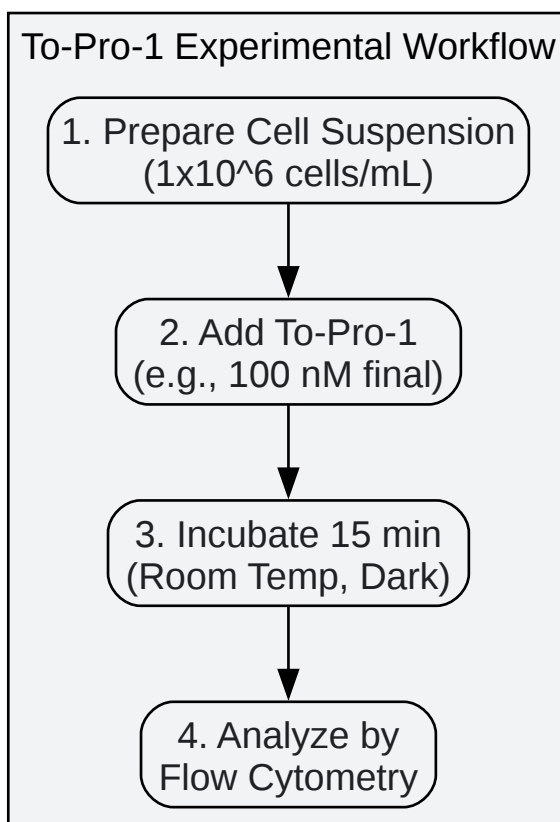 To-Pro-1 Experimental Workflow
1. Prepare Cell Suspension
(1x10^6 cells/mL)
2. Add To-Pro-1
(e.g., 100 nM final)
3. Incubate 15 min
(Room Temp, Dark)
4. Analyze by
Flow Cytometry